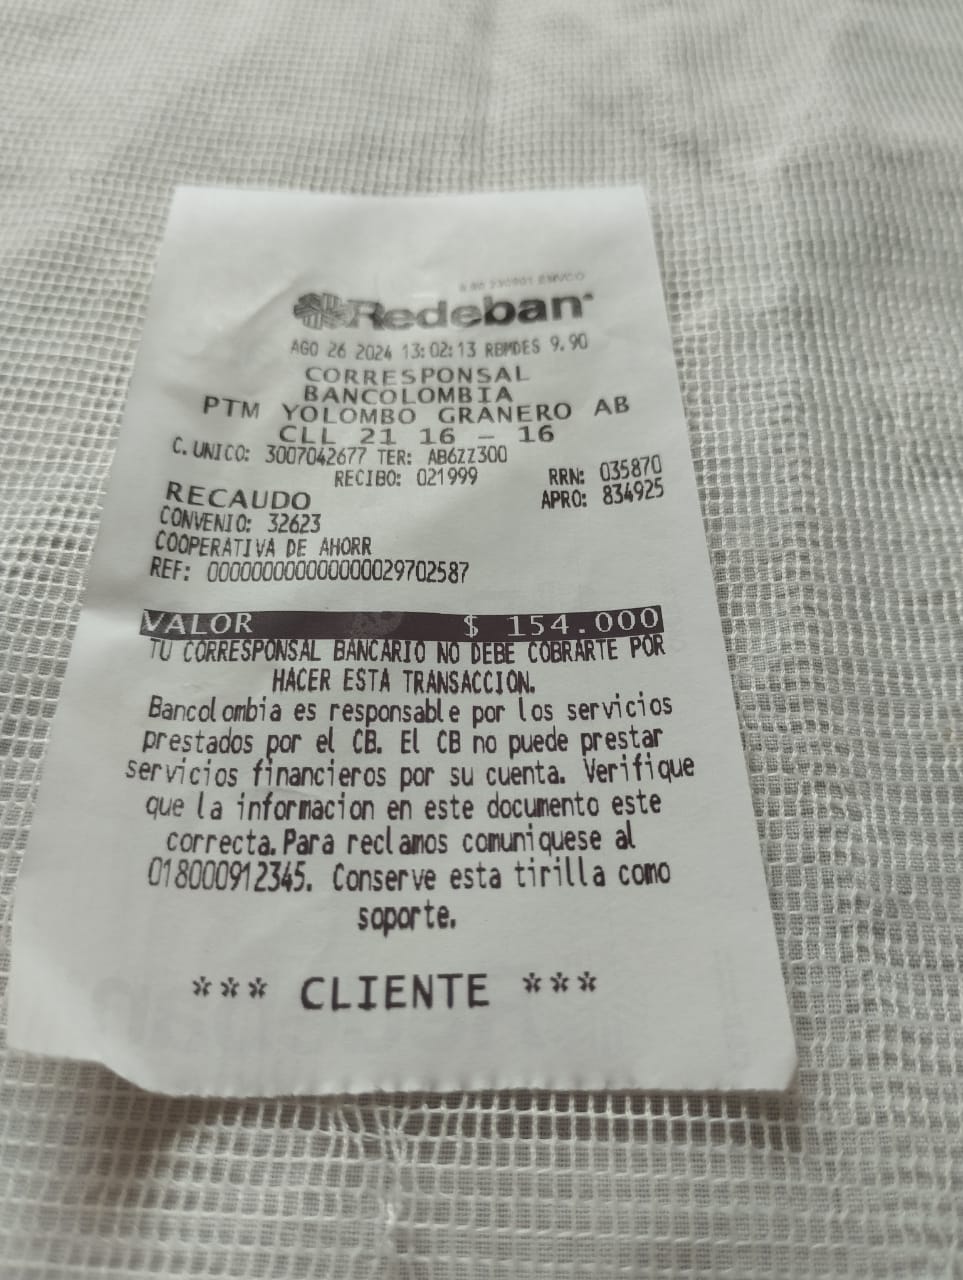 Redeban
AGO 26 2024 13:02:13 RBMDES 9.90
CORRESPONSAL
BANCOLOMBIA
PTM YOLOMBO GRANERO AB
CLL 21 16 - 16
C. UNICO: 3007042677 TER: AB6ZZ300
RECIBO: 021999 RRN: 035870
RECAUDO APRO: 834925
CONVENIO: 32623
COOPERATIVA DE AHORR
REF: 000000000000000029702587
VALOR $ 154.000
TU CORRESPONSAL BANCARIO NO DEBE COBRARTE POR
HACER ESTA TRANSACCION.
Bancolombia es responsable por los servicios
prestados por el CB. El CB no puede prestar
servicios financieros por su cuenta. Verifique
que la informacion en este documento este
correcta. Para reclamos comuniquese al
018000912345. Conserve esta tirilla como
soporte.
*** CLIENTE ***